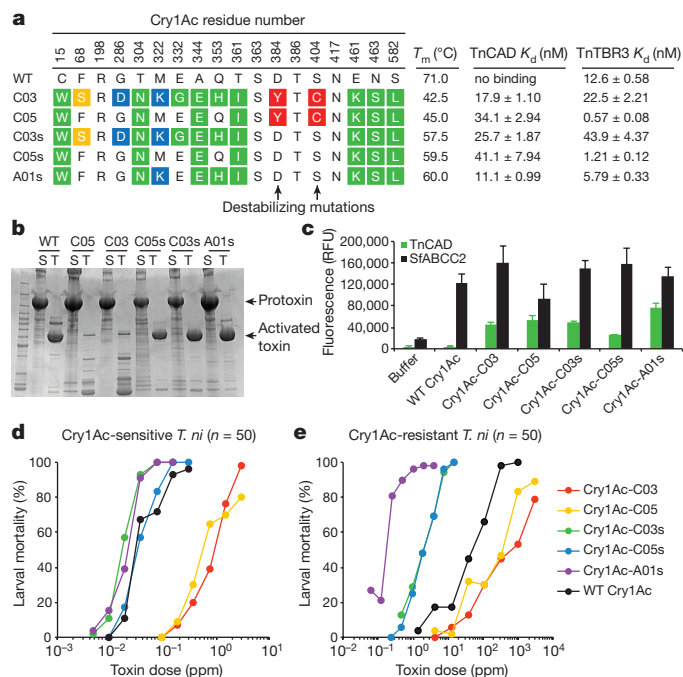 a
Cry1Ac residue number
15 68 198 286 304 322 332 344 353 361 363 384 404 417 461 463 582 Tm (°C) TnCAD Kd (nM) TnTBR3 Kd (nM)
WT C F R G T M E A Q T S D T S N E N S 71.0 no binding 12.6 ± 0.58
C03 W S R D N K G E H I S Y T C N K S L 42.5 17.9 ± 1.10 22.5 ± 2.21
C05 W F R G N M E E Q I S Y T C N K S L 45.0 34.1 ± 2.94 0.57 ± 0.08
C03s W S R D N K G E H I S D T S N K S L 57.5 25.7 ± 1.87 43.9 ± 4.37
C05s W F R G N M E E Q I S D T S N K S L 59.5 41.1 ± 7.94 1.21 ± 0.12
A01s W F R G N K E E H I S D T S N K S L 60.0 11.1 ± 0.99 5.79 ± 0.33
Destabilizing mutations
b
WT C05 C03 C05s C03s A01s
S T S T S T S T S T S T
Protoxin
Activated toxin
c
TnCAD
SfABCC2
Fluorescence (RFU)
200,000
160,000
120,000
80,000
40,000
0
Buffer
WT Cry1Ac
Cry1Ac-C03
Cry1Ac-C05
Cry1Ac-C03s
Cry1Ac-C05s
Cry1Ac-A01s
d
Cry1Ac-sensitive T. ni (n = 50)
Larval mortality (%)
100
80
60
40
20
0
10−3 10−2 10−1 100 101
Toxin dose (ppm)
e
Cry1Ac-resistant T. ni (n = 50)
Larval mortality (%)
100
80
60
40
20
0
10−2 10−1 100 101 102 103 104
Toxin dose (ppm)
Cry1Ac-C03
Cry1Ac-C05
Cry1Ac-C03s
Cry1Ac-C05s
Cry1Ac-A01s
WT Cry1Ac